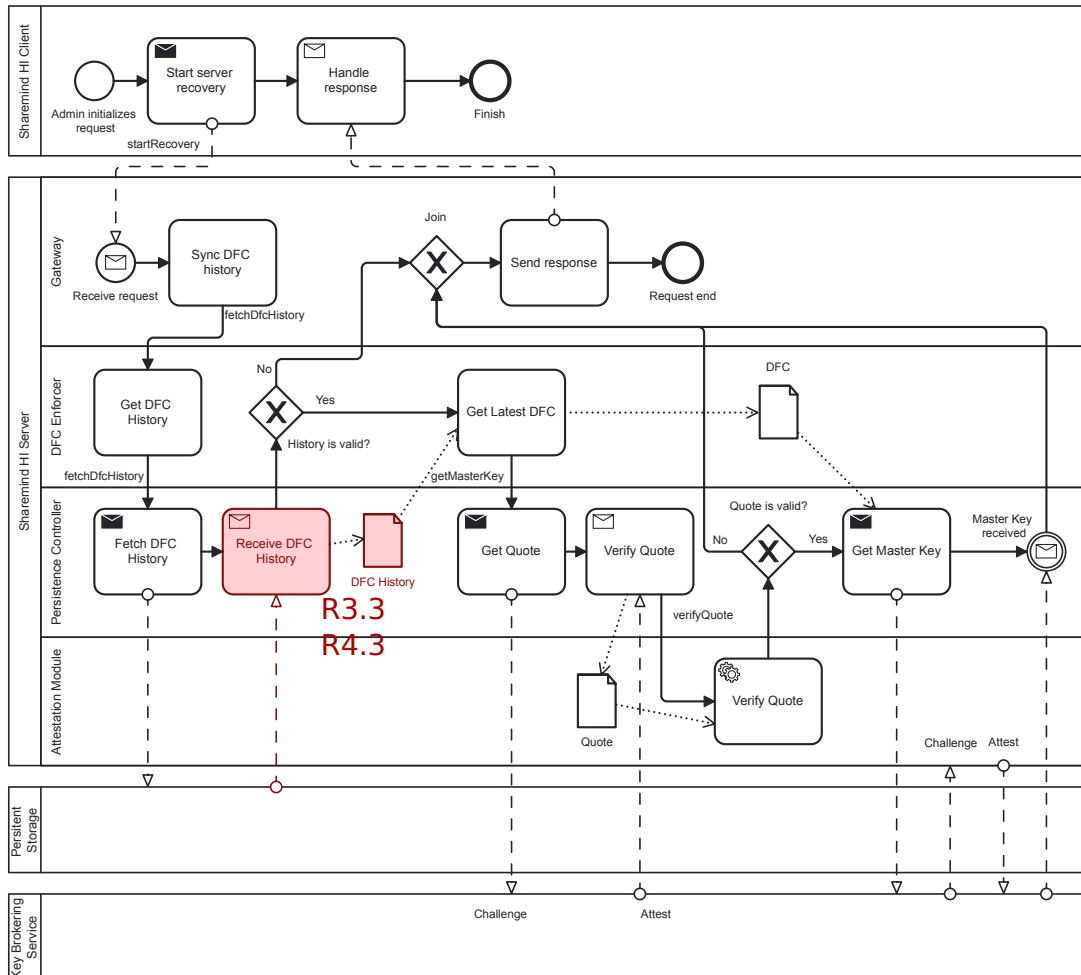 Sharemind HI Client
Start server
recovery
Handle
response
Admin initializes
request
Finish
startRecovery
Sharemind HI Server
Gateway
Join
Sync DFC
history
Send response
Receive request
Request end
fetchDfcHistory
DFC Enforcer
No
DFC
Get DFC
History
Yes
Get Latest DFC
History is valid?
fetchDfcHistory
getMasterKey
Persistence Controller
Quote is valid?
Master Key
received
Fetch DFC
History
Receive DFC
History
Get Quote
Verify Quote
No
Yes
Get Master Key
DFC History
R3.3
R4.3
verifyQuote
Attestation Module
Verify Quote
Quote
Challenge
Attest
Persitent
Storage
Key Brokering
Service
Challenge
Attest